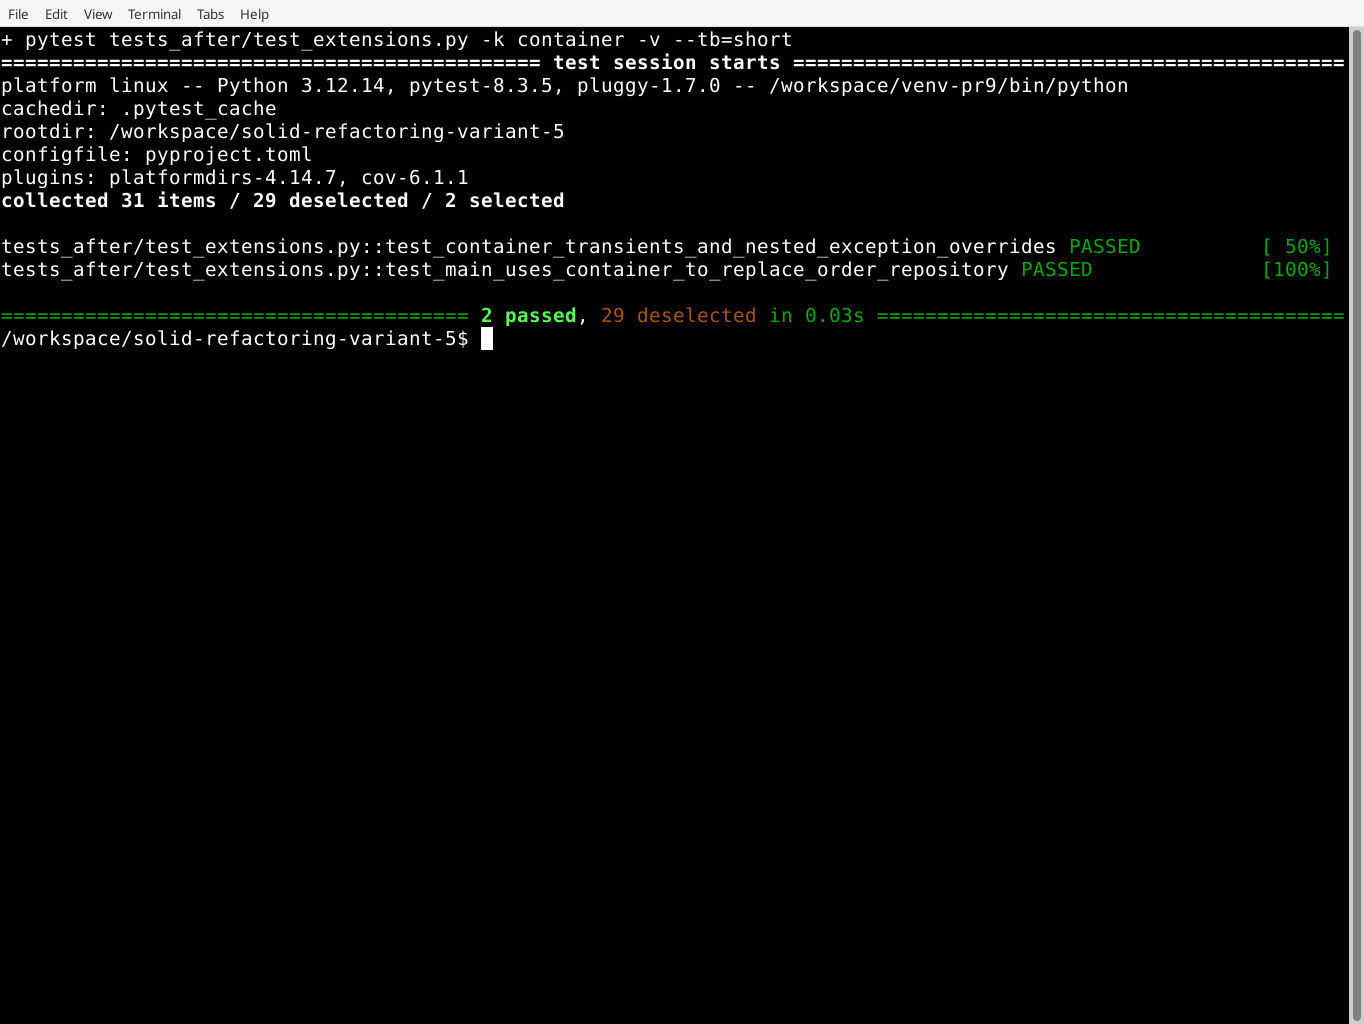 File Edit View Terminal Tabs Help
+ pytest tests_after/test_extensions.py -k container -v --tb=short
============================================= test session starts ==============================================
platform linux -- Python 3.12.14, pytest-8.3.5, pluggy-1.7.0 -- /workspace/venv-pr9/bin/python
cachedir: .pytest_cache
rootdir: /workspace/solid-refactoring-variant-5
configfile: pyproject.toml
plugins: platformdirs-4.14.7, cov-6.1.1
collected 31 items / 29 deselected / 2 selected
tests_after/test_extensions.py::test_container_transients_and_nested_exception_overrides PASSED          [ 50%]
tests_after/test_extensions.py::test_main_uses_container_to_replace_order_repository PASSED              [100%]
======================================= 2 passed, 29 deselected in 0.03s =======================================
/workspace/solid-refactoring-variant-5$